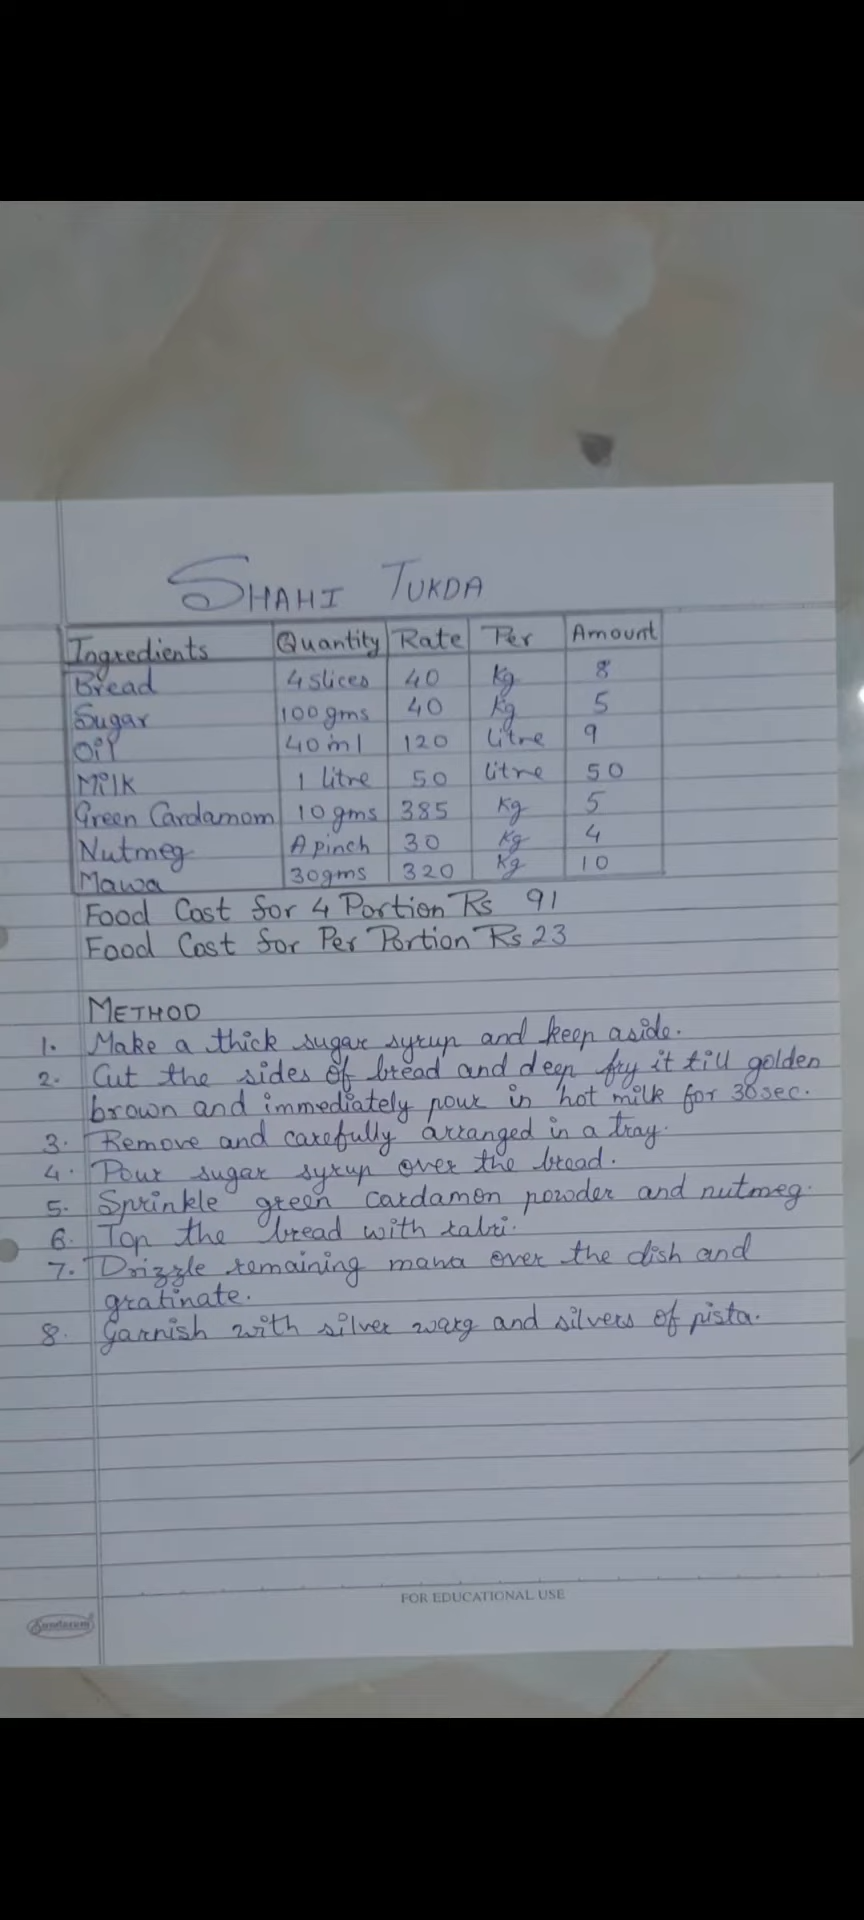 SHAHI TUKDA
Ingredients Quantity Rate Per Amount
Bread 4 slices 40 Kg 8
Sugar 100 gms 40 Kg 5
Oil 40 ml 120 litre 9
Milk 1 litre 50 litre 50
Green Cardamom 10 gms 385 Kg 5
Nutmeg A pinch 30 Kg 4
Mawa 30gms 320 Kg 10
Food Cost for 4 Portion Rs 91
Food Cost for Per Portion Rs 23
METHOD
1. Make a thick sugar syrup and keep aside.
2. Cut the sides of bread and deep fry it till golden
brown and immediately pour in hot milk for 30sec.
3. Remove and carefully arranged in a tray.
4. Pour sugar syrup over the bread.
5. Sprinkle green cardamon powder and nutmeg.
6. Top the bread with rabri.
7. Drizzle remaining mawa over the dish and
gratinate.
8. Garnish with silver warg and silvers of pista.
FOR EDUCATIONAL USE
Sundaram